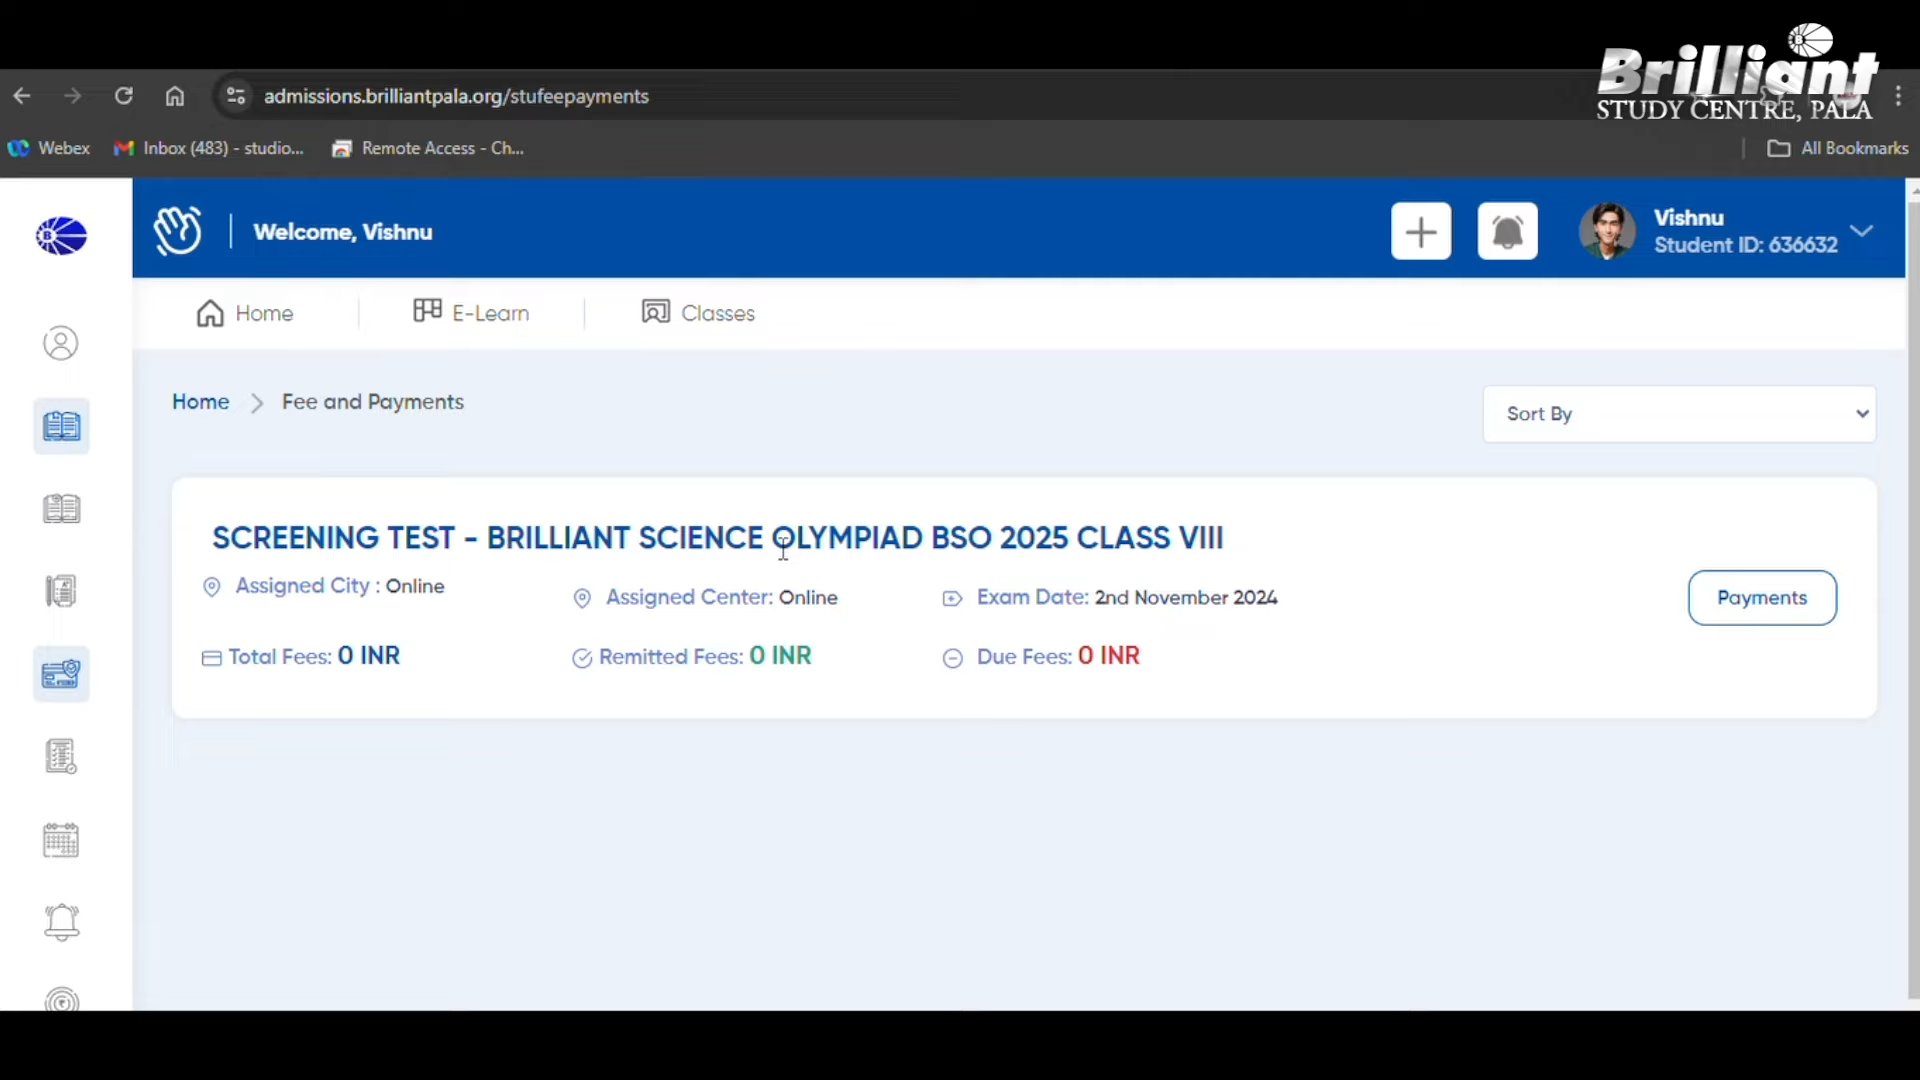 Brilliant
STUDY CENTRE, PALA
admissions.brilliantpala.org/stufeepayments
Webex
Inbox (483) - studio...
Remote Access - Ch...
All Bookmarks
B
Welcome, Vishnu
Vishnu
Student ID: 636632
Home
E-Learn
Classes
Home > Fee and Payments
Sort By
SCREENING TEST - BRILLIANT SCIENCE OLYMPIAD BSO 2025 CLASS VIII
Assigned City : Online
Assigned Center: Online
Exam Date: 2nd November 2024
Payments
Total Fees: 0 INR
Remitted Fees: 0 INR
Due Fees: 0 INR